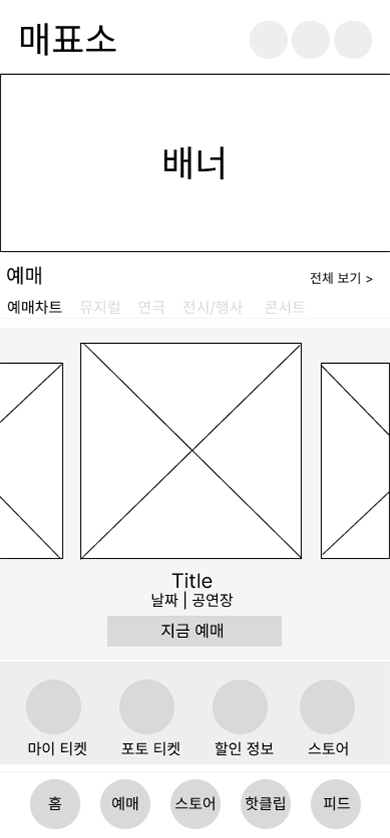 매표소
배너
예매
전체 보기 >
예매차트 뮤지컬 연극 전시/행사 콘서트
Title
날짜 | 공연장
지금 예매
마이 티켓 포토 티켓 할인 정보 스토어
홈 예매 스토어 핫클립 피드